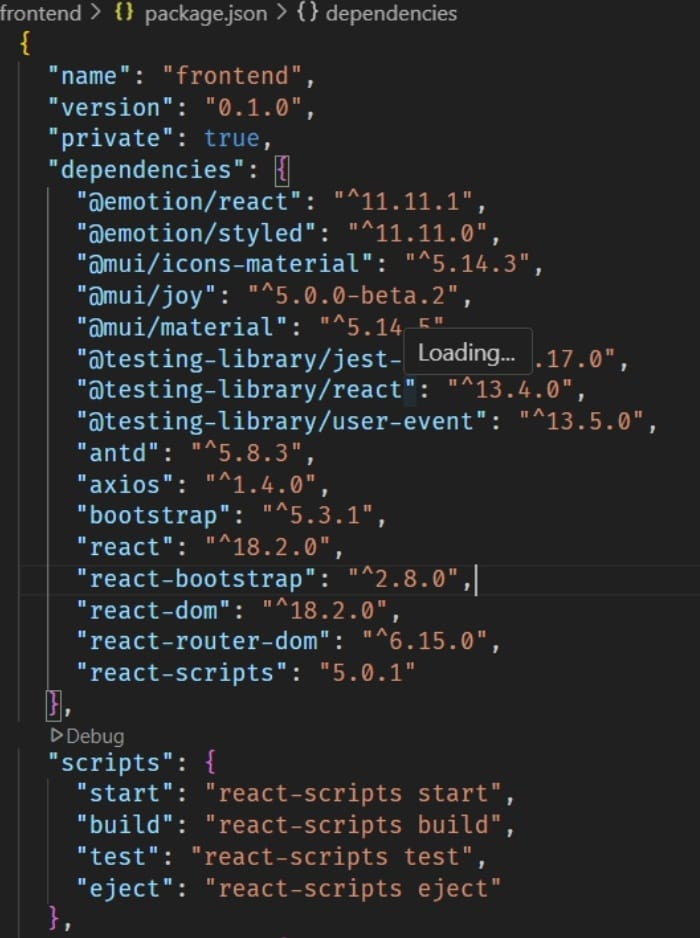 frontend > {} package.json > {} dependencies
{
"name": "frontend",
"version": "0.1.0",
"private": true,
"dependencies": {
"@emotion/react": "^11.11.1",
"@emotion/styled": "^11.11.0",
"@mui/icons-material": "^5.14.3",
"@mui/joy": "^5.0.0-beta.2",
"@mui/material": "^5.14.5",
"@testing-library/jest- Loading... .17.0",
"@testing-library/react": "^13.4.0",
"@testing-library/user-event": "^13.5.0",
"antd": "^5.8.3",
"axios": "^1.4.0",
"bootstrap": "^5.3.1",
"react": "^18.2.0",
"react-bootstrap": "^2.8.0",
"react-dom": "^18.2.0",
"react-router-dom": "^6.15.0",
"react-scripts": "5.0.1"
},
Debug
"scripts": {
"start": "react-scripts start",
"build": "react-scripts build",
"test": "react-scripts test",
"eject": "react-scripts eject"
},